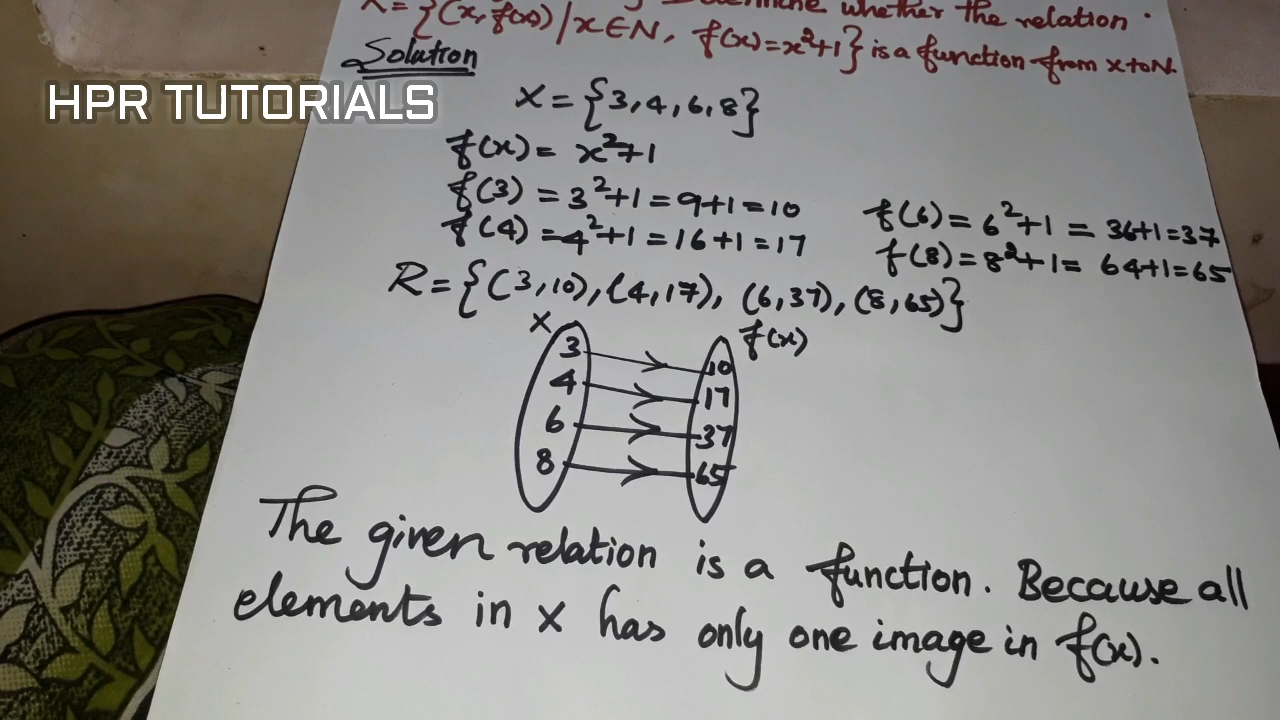 R={(x, f(x)) / x∈N, f(x)=x²+1} is a function from x to N.
whether the relation
Solution
HPR TUTORIALS
X = {3, 4, 6, 8}
f(x) = x²+1
f(3) = 3²+1 = 9+1 = 10
f(4) = 4²+1 = 16+1 = 17
f(6) = 6²+1 = 36+1=37
f(8) = 8²+1 = 64+1=65
R = {(3,10), (4,17), (6,37), (8,65)}
X f(x)
3 10
4 17
6 37
8 65
The given relation is a function. Because all
elements in x has only one image in f(x).